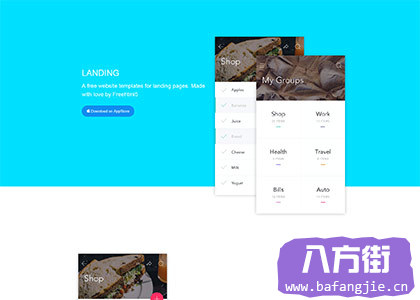 LANDING
A free website templates for landing pages. Made
with love by FreeHtml5.
Download on AppStore
Shop
Apples
Bananas
Juice
Bread
Cheese
Milk
Yogurt
My Groups
Shop
Work
Health
Travel
Bills
Auto
Shop
八方街
www.bafangjie.cn